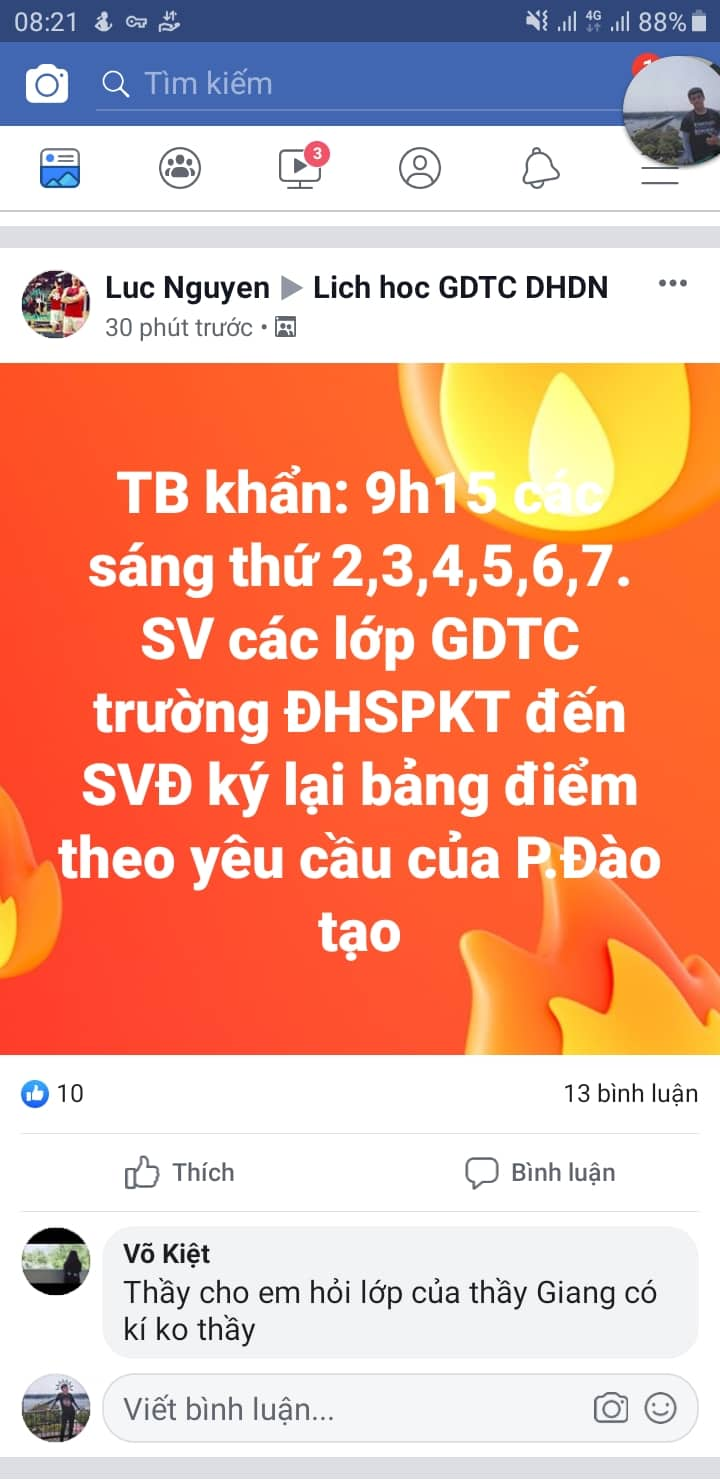 08:21 4G 88%
Tìm kiếm
3
Luc Nguyen ▶ Lich hoc GDTC DHDN
30 phút trước •
TB khẩn: 9h15 các
sáng thứ 2,3,4,5,6,7.
SV các lớp GDTC
trường ĐHSPKT đến
SVĐ ký lại bảng điểm
theo yêu cầu của P.Đào
tạo
10 13 bình luận
Thích Bình luận
Võ Kiệt
Thầy cho em hỏi lớp của thầy Giang có
kí ko thầy
Viết bình luận...